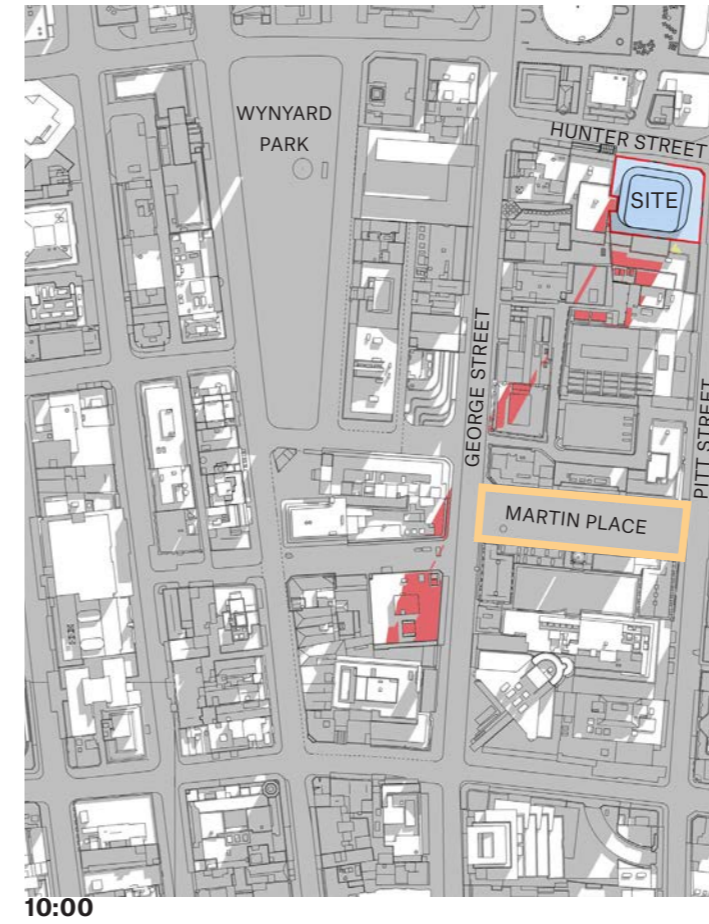 WYNYARD
PARK
HUNTER STREET
SITE
GEORGE STREET
PITT STREET
MARTIN PLACE
10:00